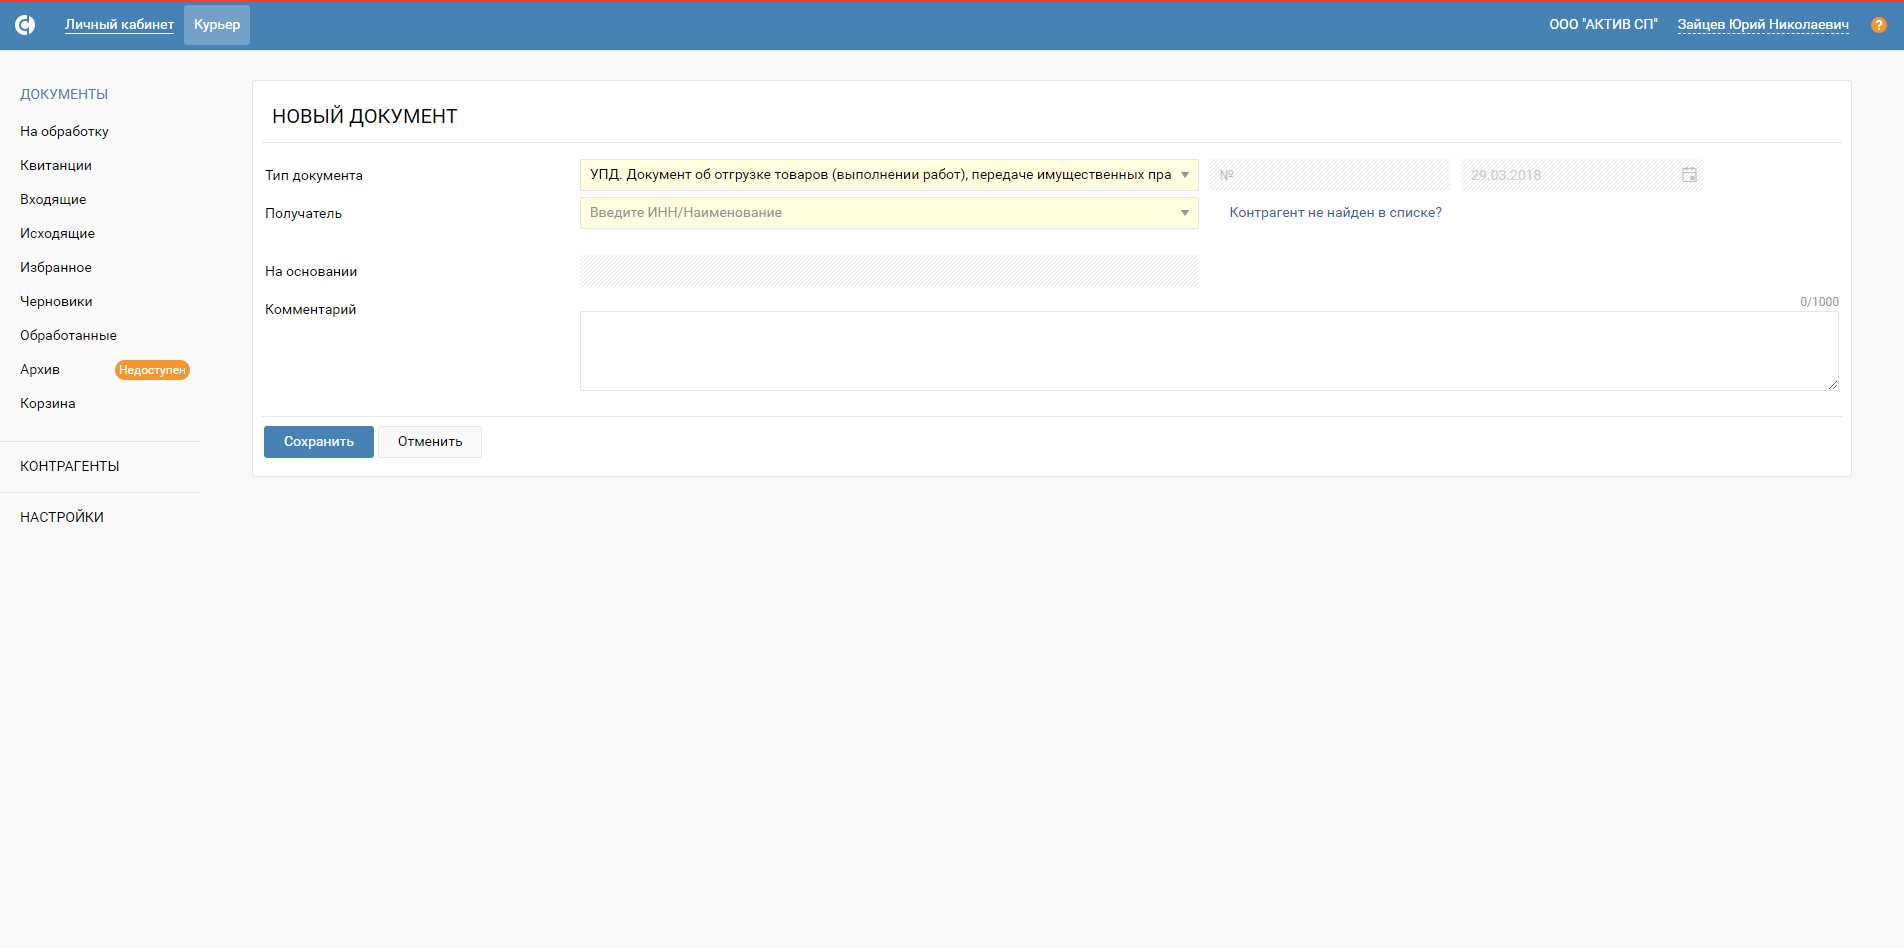 Личный кабинет Курьер ООО "АКТИВ СП" Зайцев Юрий Николаевич ?
ДОКУМЕНТЫ
На обработку
Квитанции
Входящие
Исходящие
Избранное
Черновики
Обработанные
Архив Недоступен
Корзина
КОНТРАГЕНТЫ
НАСТРОЙКИ
НОВЫЙ ДОКУМЕНТ
Тип документа УПД. Документ об отгрузке товаров (выполнении работ), передаче имущественных пра № 29.03.2018
Получатель Введите ИНН/Наименование Контрагент не найден в списке?
На основании
Комментарий 0/1000
Сохранить Отменить